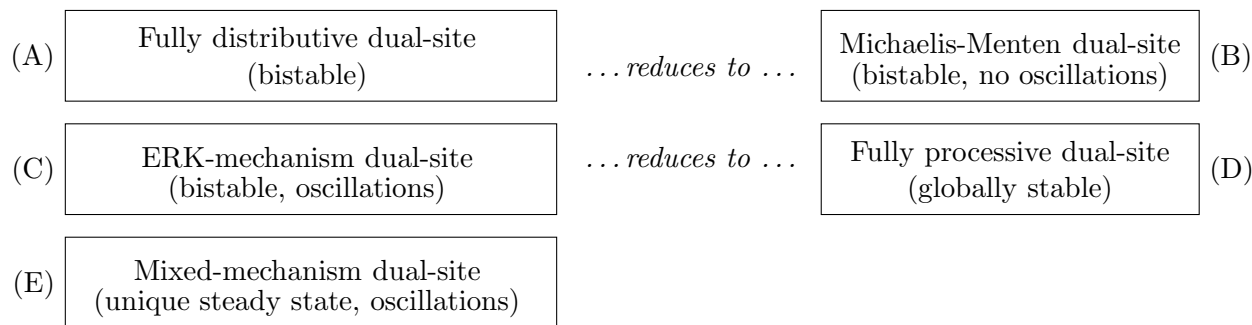 (A) Fully distributive dual-site
(bistable)
...reduces to ...
Michaelis-Menten dual-site (B)
(bistable, no oscillations)
(C) ERK-mechanism dual-site
(bistable, oscillations)
...reduces to ...
Fully processive dual-site (D)
(globally stable)
(E) Mixed-mechanism dual-site
(unique steady state, oscillations)